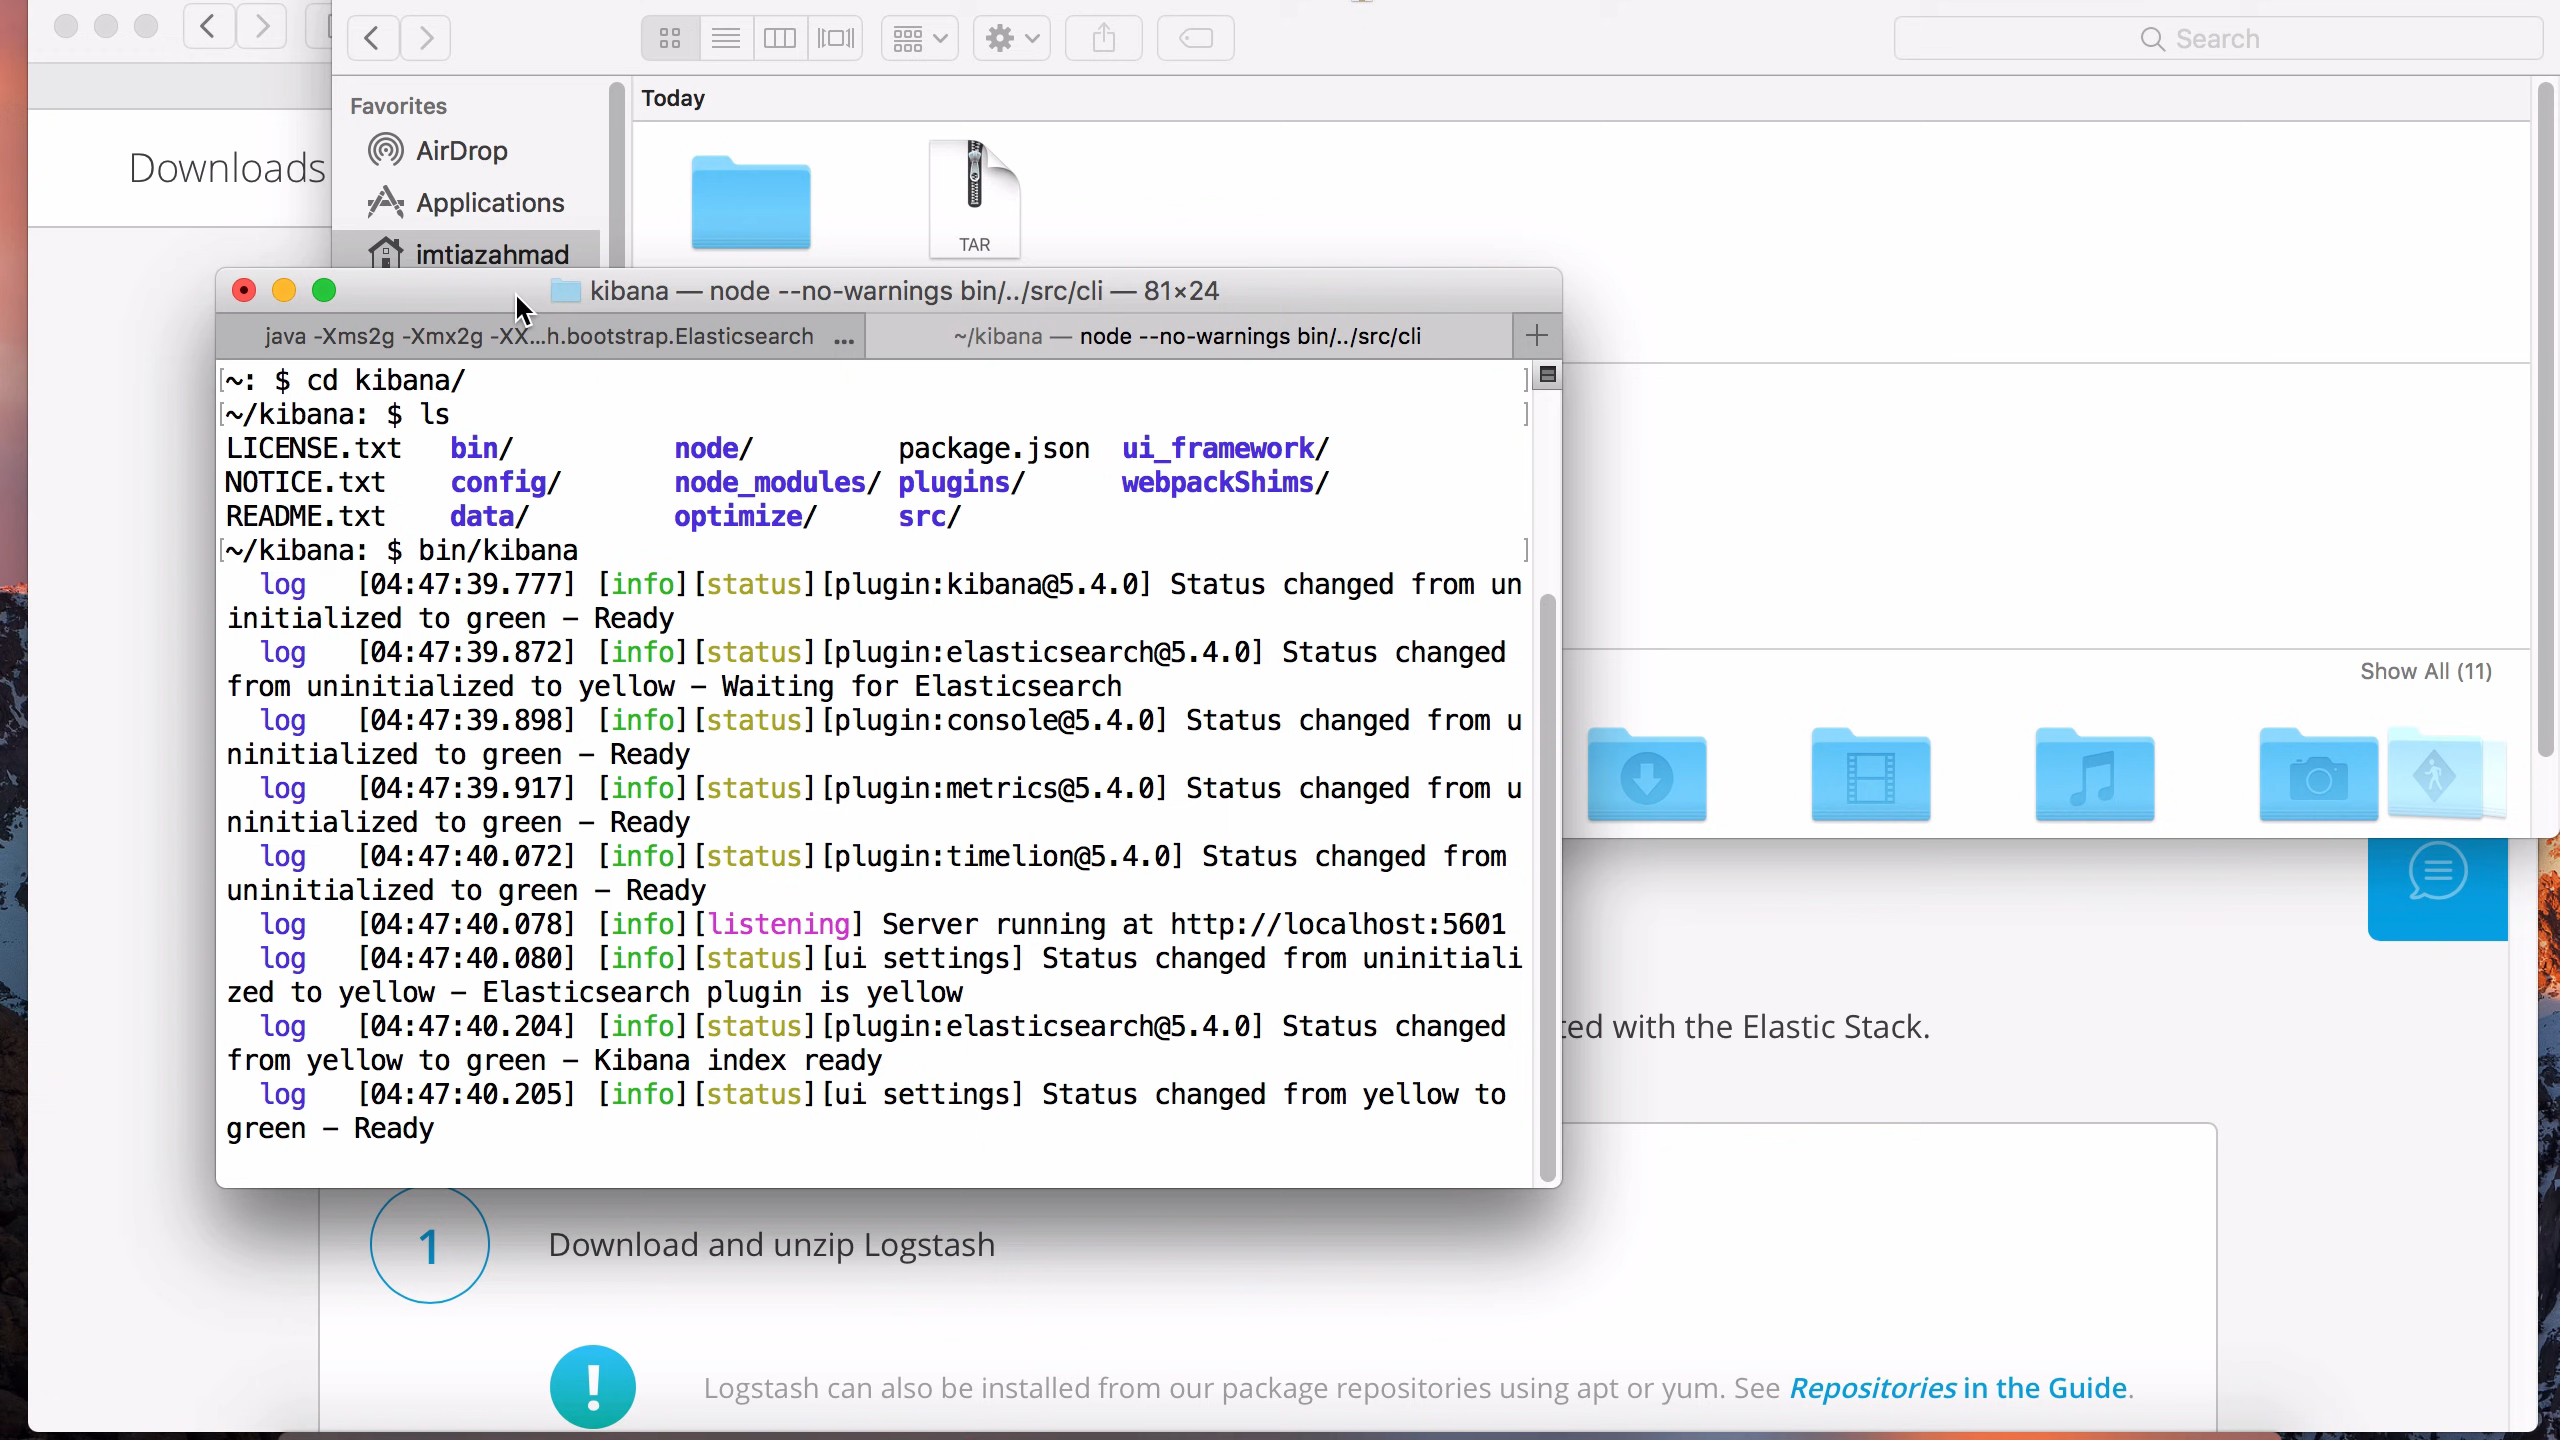 Search
Favorites
Today
AirDrop
Downloads
Applications
TAR
imtiazahmad
kibana — node --no-warnings bin/../src/cli — 81×24
java -Xms2g -Xmx2g -XX...h.bootstrap.Elasticsearch ...
~/kibana — node --no-warnings bin/../src/cli
[~: $ cd kibana/ ]
[~/kibana: $ ls ]
LICENSE.txt bin/ node/ package.json ui_framework/
NOTICE.txt config/ node_modules/ plugins/ webpackShims/
README.txt data/ optimize/ src/
[~/kibana: $ bin/kibana ]
log [04:47:39.777] [info][status][plugin:kibana@5.4.0] Status changed from un
initialized to green – Ready
log [04:47:39.872] [info][status][plugin:elasticsearch@5.4.0] Status changed
from uninitialized to yellow – Waiting for Elasticsearch
log [04:47:39.898] [info][status][plugin:console@5.4.0] Status changed from u
ninitialized to green – Ready
log [04:47:39.917] [info][status][plugin:metrics@5.4.0] Status changed from u
ninitialized to green – Ready
log [04:47:40.072] [info][status][plugin:timelion@5.4.0] Status changed from
uninitialized to green – Ready
log [04:47:40.078] [info][listening] Server running at http://localhost:5601
log [04:47:40.080] [info][status][ui settings] Status changed from uninitiali
zed to yellow – Elasticsearch plugin is yellow
log [04:47:40.204] [info][status][plugin:elasticsearch@5.4.0] Status changed
from yellow to green – Kibana index ready
log [04:47:40.205] [info][status][ui settings] Status changed from yellow to
green – Ready
Show All (11)
ted with the Elastic Stack.
1
Download and unzip Logstash
! Logstash can also be installed from our package repositories using apt or yum. See Repositories in the Guide.